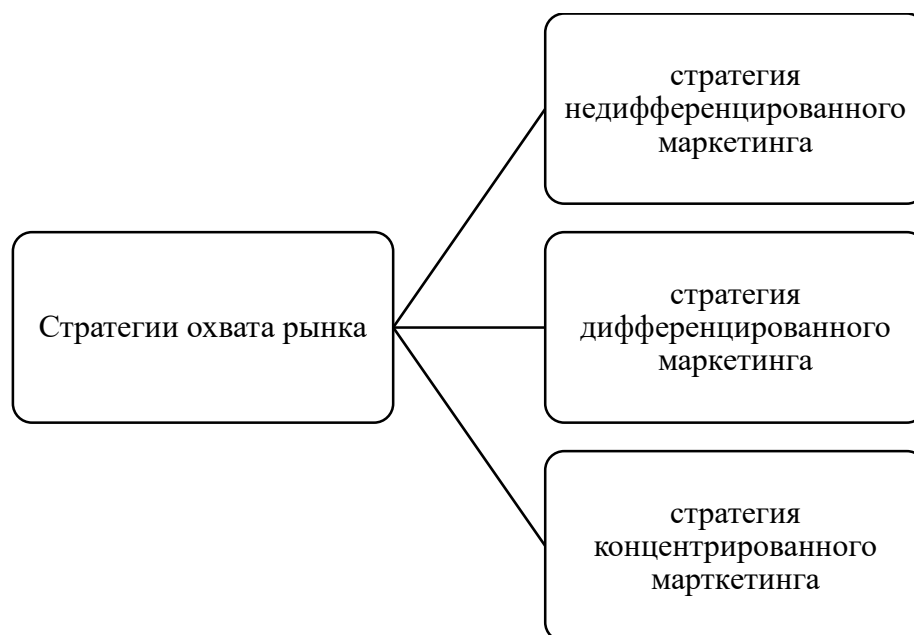 стратегия
недифференцированного
маркетинга
Стратегии охвата рынка
стратегия
дифференцированного
маркетинга
стратегия
концентрированного
марткетинга